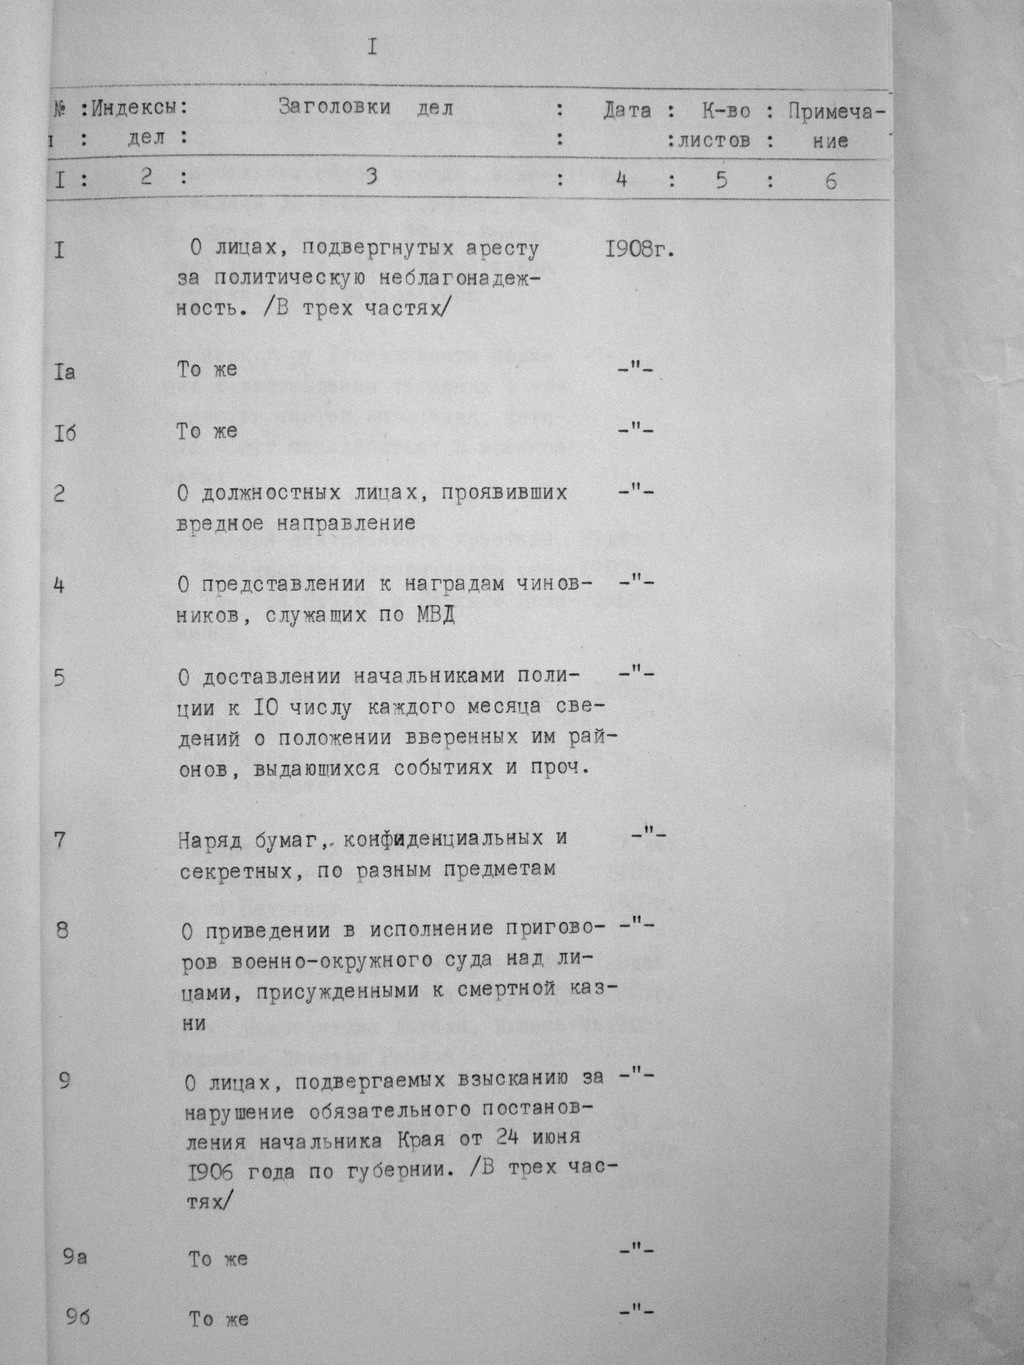 I
№ :Индексы: Заголовки дел : Дата : К-во : Примеча-
: дел : : :листов : ние
I : 2 : 3 : 4 : 5 : 6
I О лицах, подвергнутых аресту 1908г.
за политическую неблагонадеж-
ность. /В трех частях/
Iа То же -"-
Iб То же -"-
2 О должностных лицах, проявивших -"-
вредное направление
4 О представлении к наградам чинов- -"-
ников, служащих по МВД
5 О доставлении начальниками поли- -"-
ции к 10 числу каждого месяца све-
дений о положении вверенных им рай-
онов, выдающихся событиях и проч.
7 Наряд бумаг, конфиденциальных и -"-
секретных, по разным предметам
8 О приведении в исполнение пригово- -"-
ров военно-окружного суда над ли-
цами, присужденными к смертной каз-
ни
9 О лицах, подвергаемых взысканию за -"-
нарушение обязательного постанов-
ления начальника Края от 24 июня
1906 года по губернии. /В трех час-
тях/
9а То же -"-
9б То же -"-